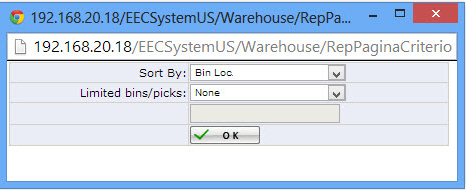 192.168.20.18/EECSystemUS/Warehouse/RepPa...
192.168.20.18/EECSystemUS/Warehouse/RepPaginaCriterio
Sort By: Bin Loc.
Limited bins/picks: None
OK